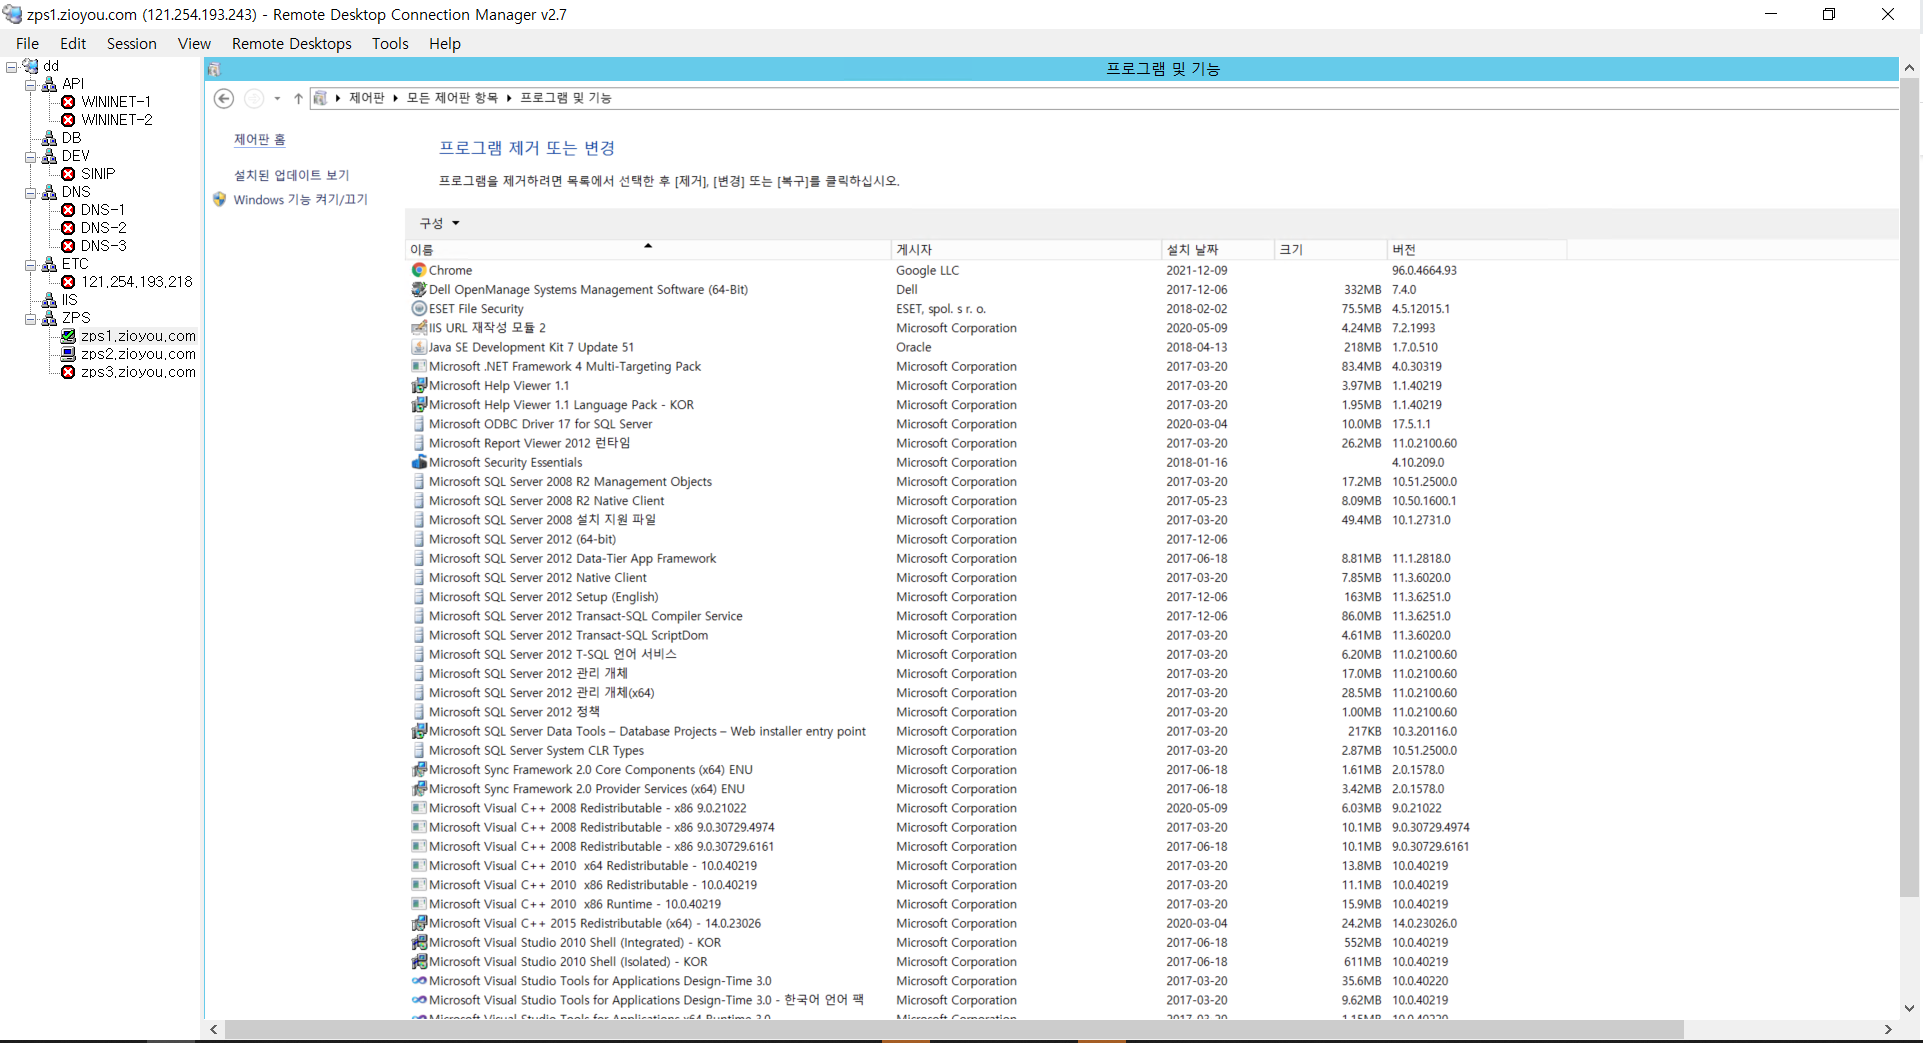 zps1.zioyou.com (121.254.193.243) - Remote Desktop Connection Manager v2.7
File Edit Session View Remote Desktops Tools Help
dd
API
WININET-1
WININET-2
DB
DEV
SINIP
DNS
DNS-1
DNS-2
DNS-3
ETC
121.254.193.218
IIS
ZPS
zps1.zioyou.com
zps2.zioyou.com
zps3.zioyou.com
프로그램 및 기능
제어판 모든 제어판 항목 프로그램 및 기능
제어판 홈
설치된 업데이트 보기
Windows 기능 켜기/끄기
프로그램 제거 또는 변경
프로그램을 제거하려면 목록에서 선택한 후 [제거], [변경] 또는 [복구]를 클릭하십시오.
구성
이름 게시자 설치 날짜 크기 버전
Chrome Google LLC 2021-12-09 96.0.4664.93
Dell OpenManage Systems Management Software (64-Bit) Dell 2017-12-06 332MB 7.4.0
ESET File Security ESET, spol. s r. o. 2018-02-02 75.5MB 4.5.12015.1
IIS URL 재작성 모듈 2 Microsoft Corporation 2020-05-09 4.24MB 7.2.1993
Java SE Development Kit 7 Update 51 Oracle 2018-04-13 218MB 1.7.0.510
Microsoft .NET Framework 4 Multi-Targeting Pack Microsoft Corporation 2017-03-20 83.4MB 4.0.30319
Microsoft Help Viewer 1.1 Microsoft Corporation 2017-03-20 3.97MB 1.1.40219
Microsoft Help Viewer 1.1 Language Pack - KOR Microsoft Corporation 2017-03-20 1.95MB 1.1.40219
Microsoft ODBC Driver 17 for SQL Server Microsoft Corporation 2020-03-04 10.0MB 17.5.1.1
Microsoft Report Viewer 2012 런타임 Microsoft Corporation 2017-03-20 26.2MB 11.0.2100.60
Microsoft Security Essentials Microsoft Corporation 2018-01-16 4.10.209.0
Microsoft SQL Server 2008 R2 Management Objects Microsoft Corporation 2017-03-20 17.2MB 10.51.2500.0
Microsoft SQL Server 2008 R2 Native Client Microsoft Corporation 2017-05-23 8.09MB 10.50.1600.1
Microsoft SQL Server 2008 설치 지원 파일 Microsoft Corporation 2017-03-20 49.4MB 10.1.2731.0
Microsoft SQL Server 2012 (64-bit) Microsoft Corporation 2017-12-06
Microsoft SQL Server 2012 Data-Tier App Framework Microsoft Corporation 2017-06-18 8.81MB 11.1.2818.0
Microsoft SQL Server 2012 Native Client Microsoft Corporation 2017-03-20 7.85MB 11.3.6020.0
Microsoft SQL Server 2012 Setup (English) Microsoft Corporation 2017-12-06 163MB 11.3.6251.0
Microsoft SQL Server 2012 Transact-SQL Compiler Service Microsoft Corporation 2017-12-06 86.0MB 11.3.6251.0
Microsoft SQL Server 2012 Transact-SQL ScriptDom Microsoft Corporation 2017-03-20 4.61MB 11.3.6020.0
Microsoft SQL Server 2012 T-SQL 언어 서비스 Microsoft Corporation 2017-03-20 6.20MB 11.0.2100.60
Microsoft SQL Server 2012 관리 개체 Microsoft Corporation 2017-03-20 17.0MB 11.0.2100.60
Microsoft SQL Server 2012 관리 개체(x64) Microsoft Corporation 2017-03-20 28.5MB 11.0.2100.60
Microsoft SQL Server 2012 정책 Microsoft Corporation 2017-03-20 1.00MB 11.0.2100.60
Microsoft SQL Server Data Tools – Database Projects – Web installer entry point Microsoft Corporation 2017-03-20 217KB 10.3.20116.0
Microsoft SQL Server System CLR Types Microsoft Corporation 2017-03-20 2.87MB 10.51.2500.0
Microsoft Sync Framework 2.0 Core Components (x64) ENU Microsoft Corporation 2017-06-18 1.61MB 2.0.1578.0
Microsoft Sync Framework 2.0 Provider Services (x64) ENU Microsoft Corporation 2017-06-18 3.42MB 2.0.1578.0
Microsoft Visual C++ 2008 Redistributable - x86 9.0.21022 Microsoft Corporation 2020-05-09 6.03MB 9.0.21022
Microsoft Visual C++ 2008 Redistributable - x86 9.0.30729.4974 Microsoft Corporation 2017-03-20 10.1MB 9.0.30729.4974
Microsoft Visual C++ 2008 Redistributable - x86 9.0.30729.6161 Microsoft Corporation 2017-06-18 10.1MB 9.0.30729.6161
Microsoft Visual C++ 2010 x64 Redistributable - 10.0.40219 Microsoft Corporation 2017-03-20 13.8MB 10.0.40219
Microsoft Visual C++ 2010 x86 Redistributable - 10.0.40219 Microsoft Corporation 2017-03-20 11.1MB 10.0.40219
Microsoft Visual C++ 2010 x86 Runtime - 10.0.40219 Microsoft Corporation 2017-03-20 15.9MB 10.0.40219
Microsoft Visual C++ 2015 Redistributable (x64) - 14.0.23026 Microsoft Corporation 2020-03-04 24.2MB 14.0.23026.0
Microsoft Visual Studio 2010 Shell (Integrated) - KOR Microsoft Corporation 2017-06-18 552MB 10.0.40219
Microsoft Visual Studio 2010 Shell (Isolated) - KOR Microsoft Corporation 2017-06-18 611MB 10.0.40219
Microsoft Visual Studio Tools for Applications Design-Time 3.0 Microsoft Corporation 2017-03-20 35.6MB 10.0.40220
Microsoft Visual Studio Tools for Applications Design-Time 3.0 - 한국어 언어 팩 Microsoft Corporation 2017-03-20 9.62MB 10.0.40219
Microsoft Visual Studio Tools for Applications x64 Runtime 3.0 Microsoft Corporation 2017-03-20 1.15MB 10.0.40220